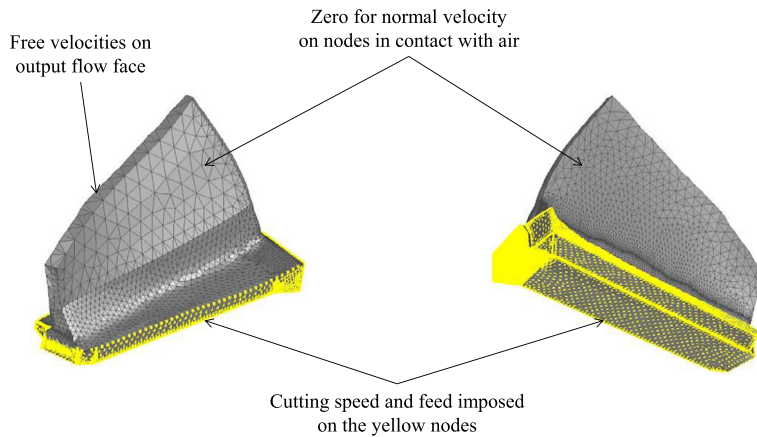 Free velocities on
output flow face
Zero for normal velocity
on nodes in contact with air
Cutting speed and feed imposed
on the yellow nodes